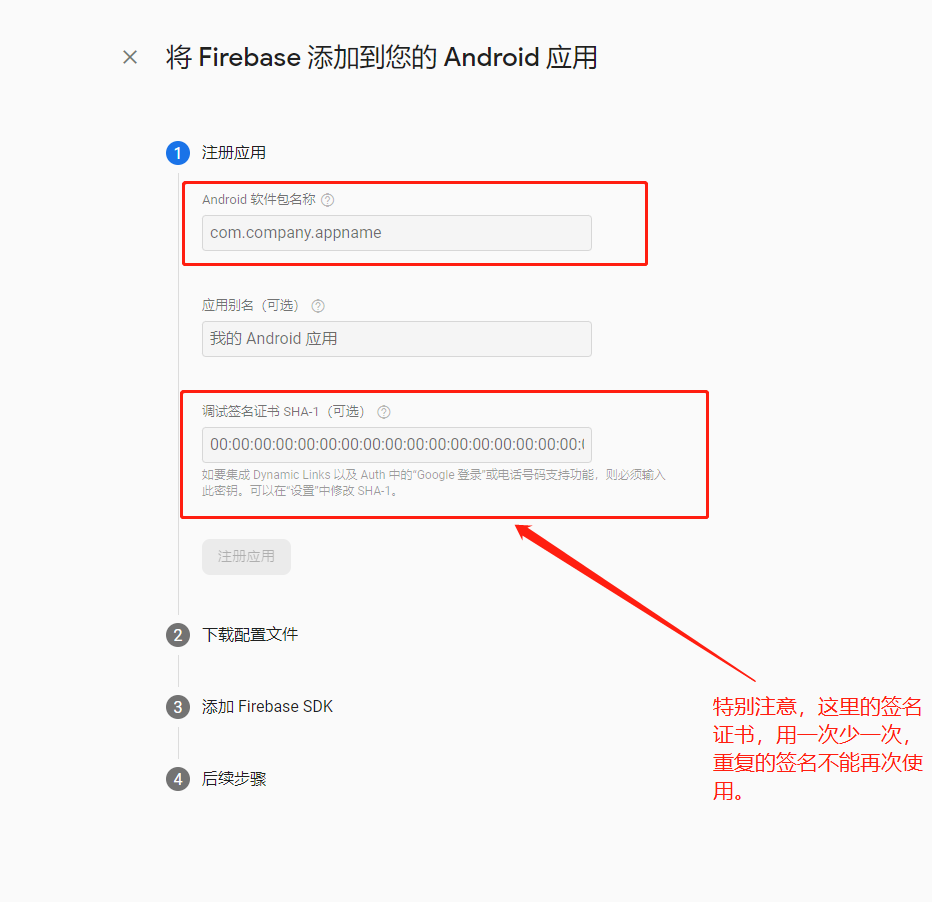 将 Firebase 添加到您的 Android 应用
1 注册应用
Android 软件包名称
com.company.appname
应用别名（可选）
我的 Android 应用
调试签名证书 SHA-1（可选）
00:00:00:00:00:00:00:00:00:00:00:00:00:00:00:00:00:
如要集成 Dynamic Links 以及 Auth 中的“Google 登录”或电话号码支持功能，则必须输入
此密钥。可以在“设置”中修改 SHA-1。
注册应用
2 下载配置文件
3 添加 Firebase SDK
4 后续步骤
特别注意，这里的签名
证书，用一次少一次，
重复的签名不能再次使
用。